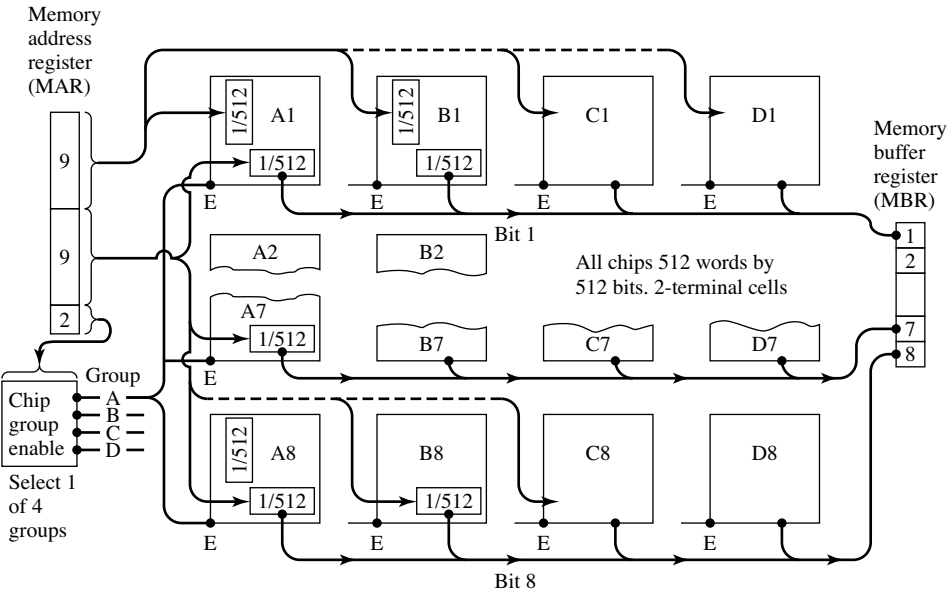 Memory
address
register
(MAR)
9
9
2
Chip
group
enable
Group
A
B
C
D
Select 1
of 4
groups
1/512
A1
1/512
E
1/512
B1
1/512
E
C1
E
D1
E
Bit 1
A2
B2
All chips 512 words by
512 bits. 2-terminal cells
A7
1/512
E
B7
C7
D7
1/512
A8
1/512
E
B8
1/512
E
C8
E
D8
E
Bit 8
Memory
buffer
register
(MBR)
1
2
7
8